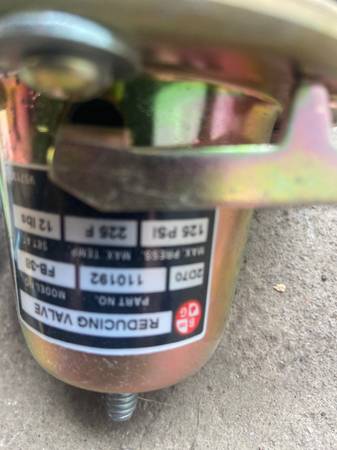 B&G REDUCING VALVE
PART NO. MODEL NO.
110192 FB-38
MAX. PRESS. MAX. TEMP. SET AT
125 PSI 225 F 12 lbs